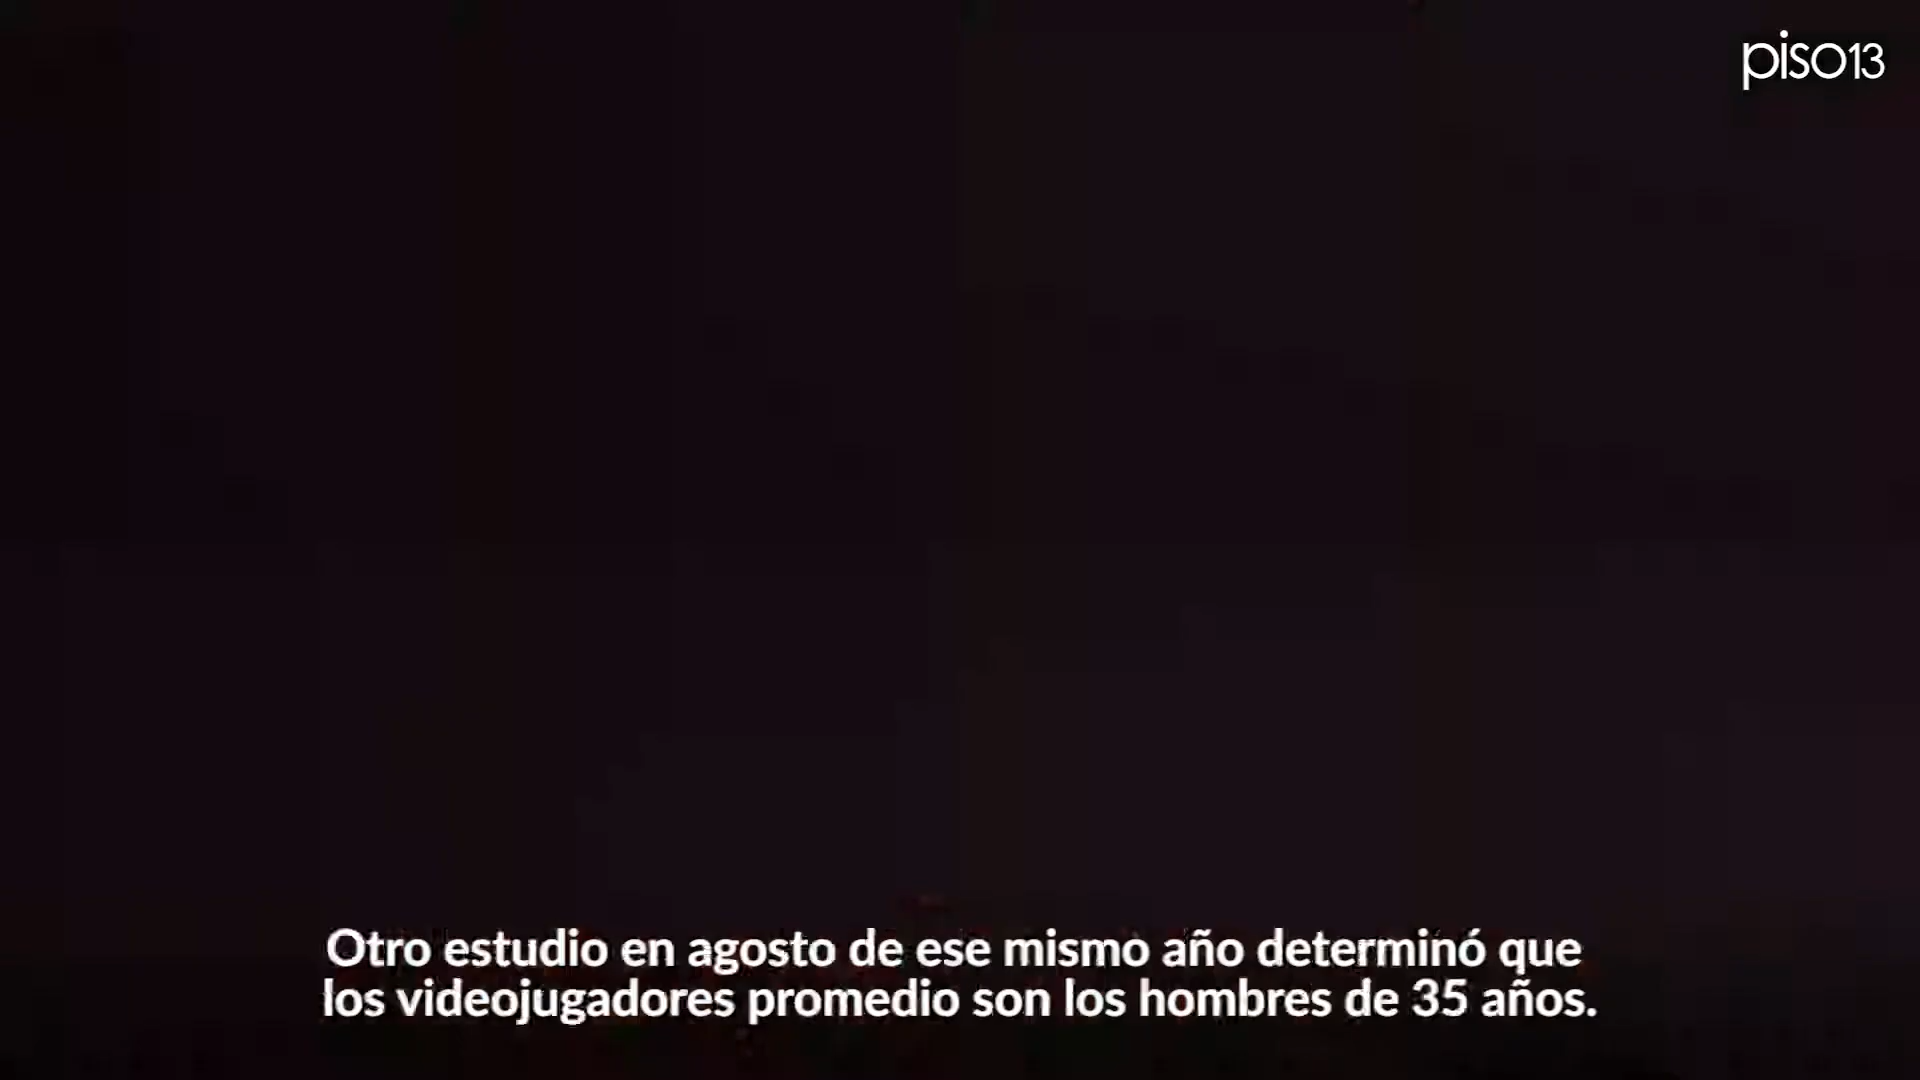 piso13
Otro estudio en agosto de ese mismo año determinó que
los videojugadores promedio son los hombres de 35 años.